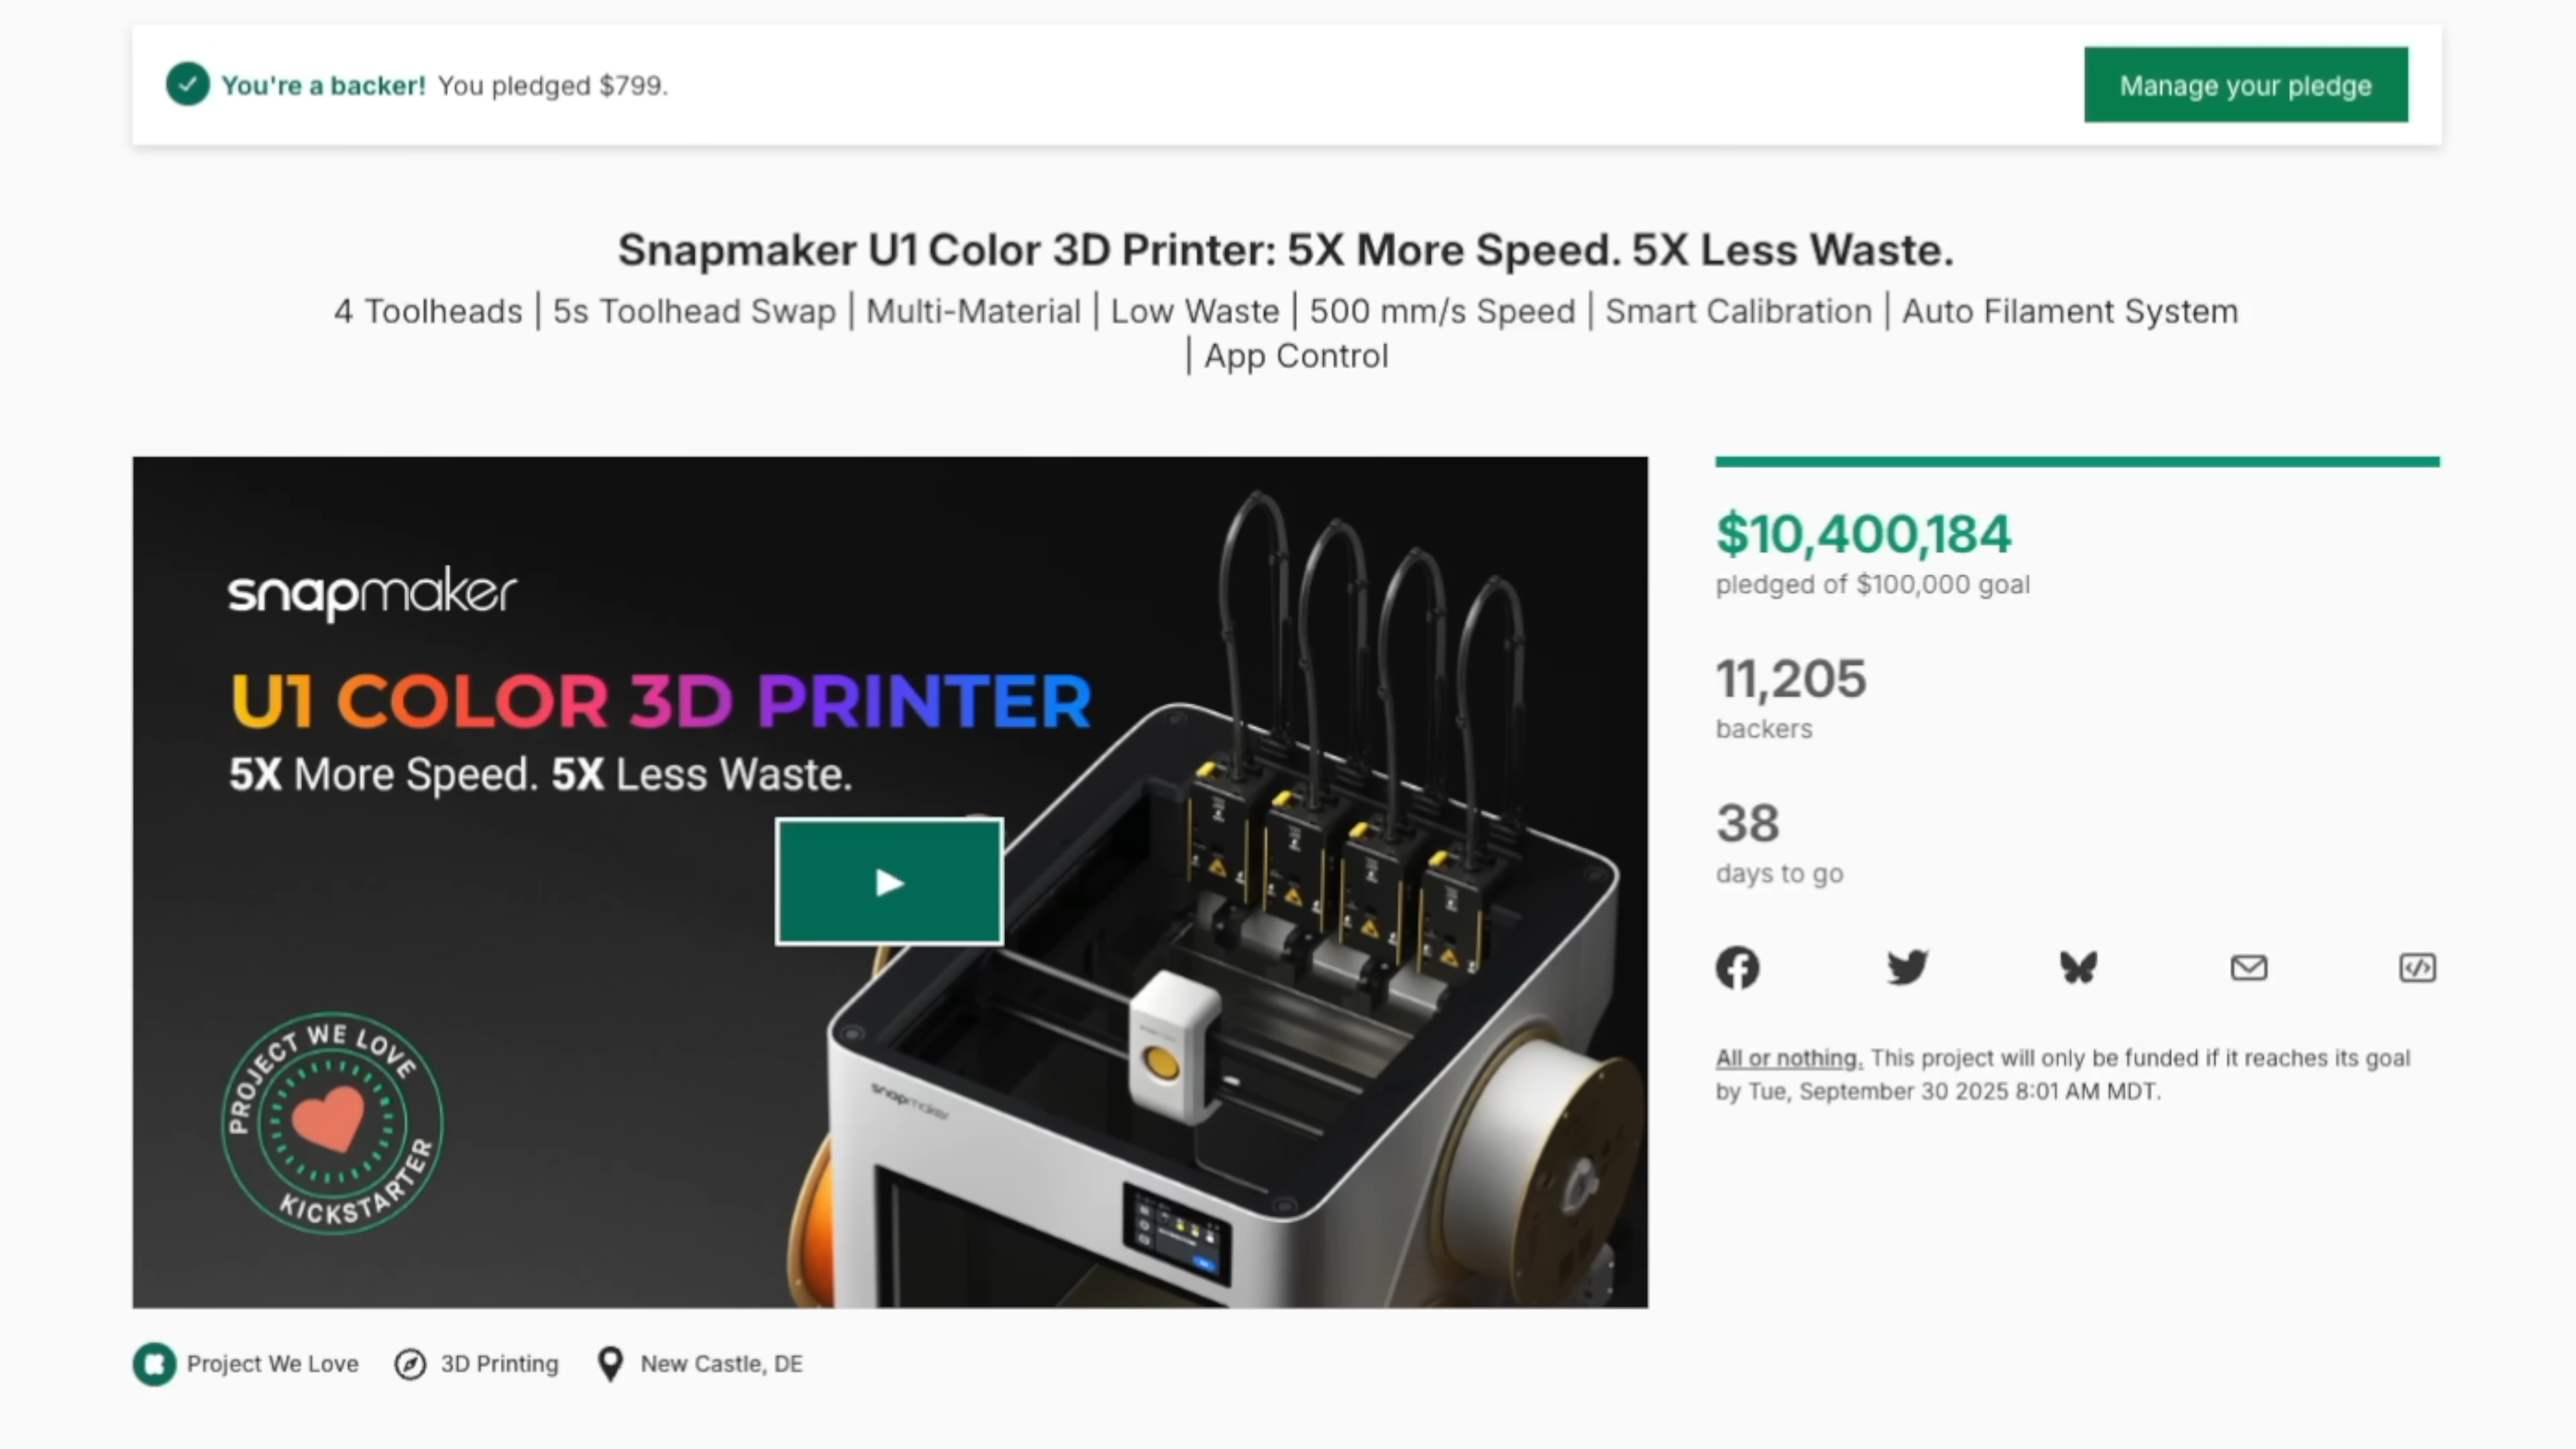 You're a backer! You pledged $799.
Manage your pledge
Snapmaker U1 Color 3D Printer: 5X More Speed. 5X Less Waste.
4 Toolheads | 5s Toolhead Swap | Multi-Material | Low Waste | 500 mm/s Speed | Smart Calibration | Auto Filament System
| App Control
snapmaker
U1 COLOR 3D PRINTER
5X More Speed. 5X Less Waste.
PROJECT WE LOVE
KICKSTARTER
snapmaker
$10,400,184
pledged of $100,000 goal
11,205
backers
38
days to go
All or nothing. This project will only be funded if it reaches its goal
by Tue, September 30 2025 8:01 AM MDT.
Project We Love
3D Printing
New Castle, DE